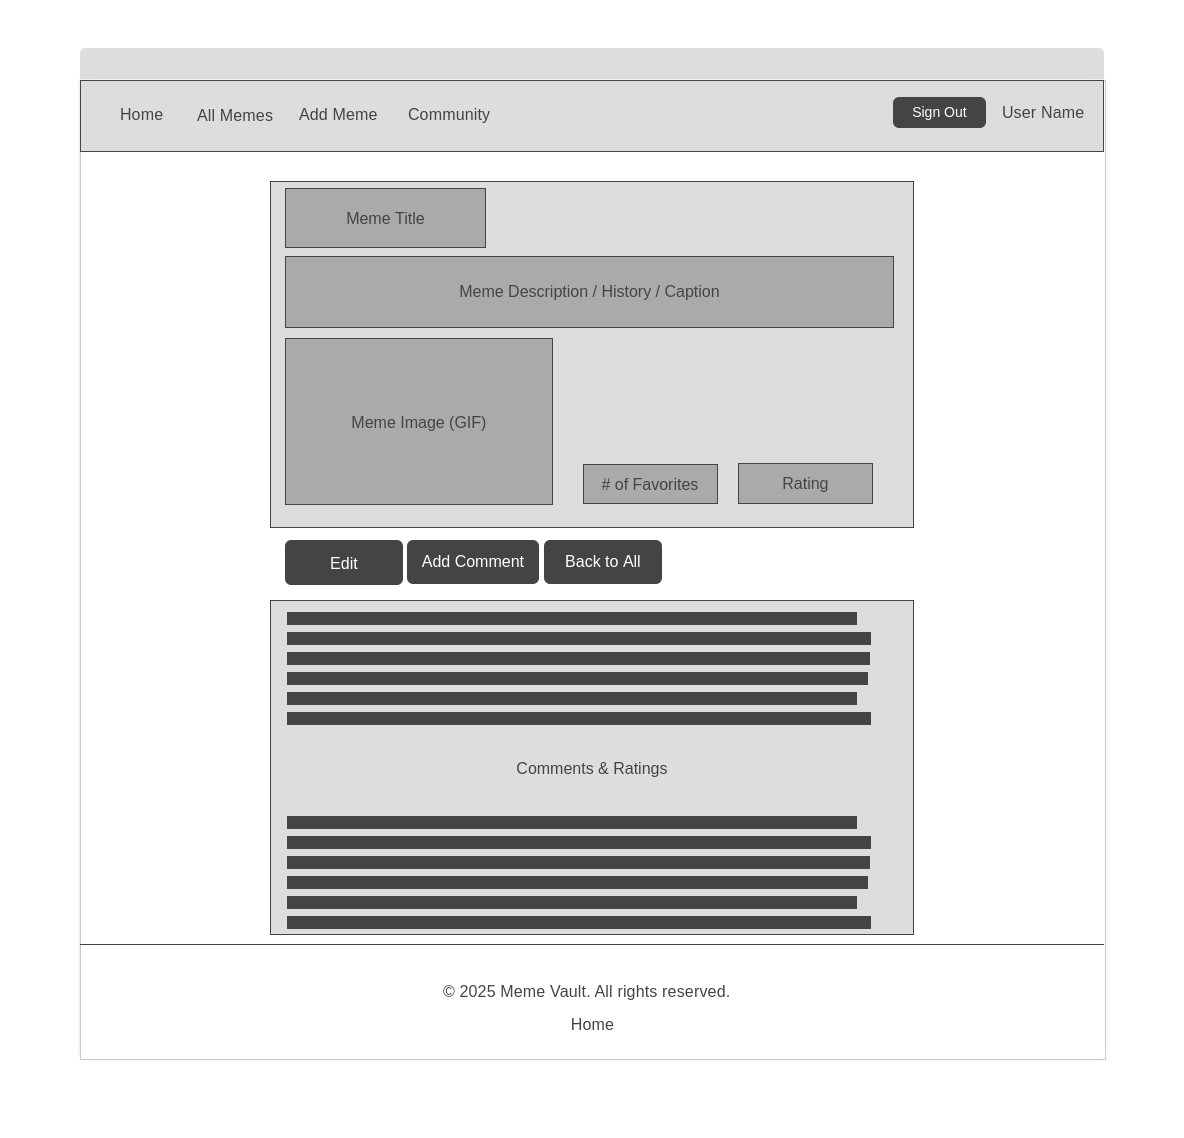 Home
All Memes
Add Meme
Community
Sign Out
User Name
Meme Title
Meme Description / History / Caption
Meme Image (GIF)
# of Favorites
Rating
Edit
Add Comment
Back to All
Comments & Ratings
© 2025 Meme Vault. All rights reserved.
Home